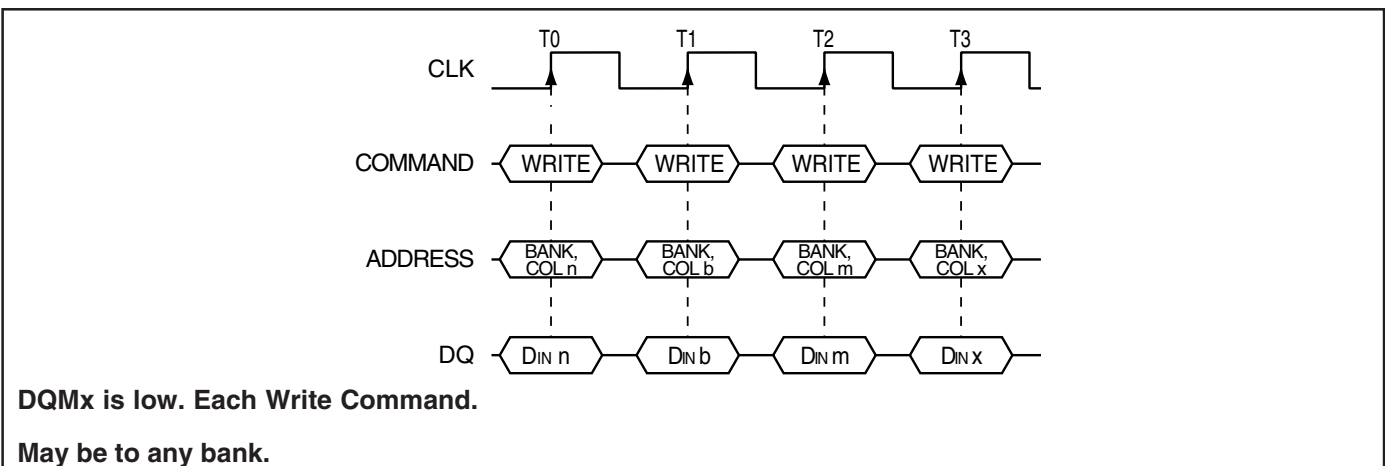 T0 T1 T2 T3
CLK
COMMAND WRITE WRITE WRITE WRITE
ADDRESS BANK, COL n BANK, COL b BANK, COL m BANK, COL x
DQ DIN n DIN b DIN m DIN x
DQMx is low. Each Write Command.
May be to any bank.